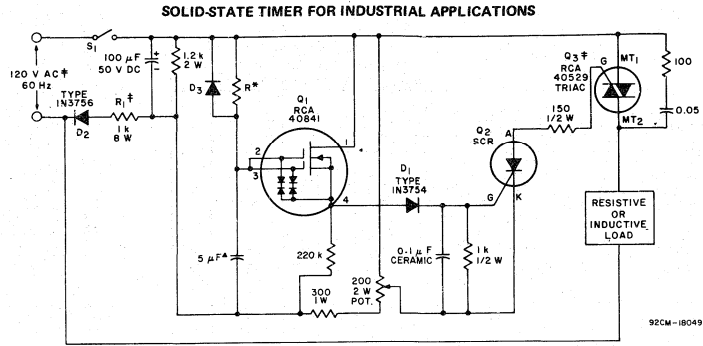 SOLID-STATE TIMER FOR INDUSTRIAL APPLICATIONS
S1
120 V AC‡
60 Hz
100 µF
50 V DC
+
-
1.2 k
2 W
TYPE
IN3756
D2
R1‡
1 k
8 W
D3
R*
Q1
RCA
40841
1
2
3
4
5 µF▲
220 k
300
1 W
200
2 W
POT.
D1
TYPE
IN3754
0.1 µF
CERAMIC
1 k
1/2 W
Q2
SCR
A
G
K
150
1/2 W
Q3‡
RCA
40529
TRIAC
G
MT1
MT2
100
0.05
RESISTIVE
OR
INDUCTIVE
LOAD
92CM-18049